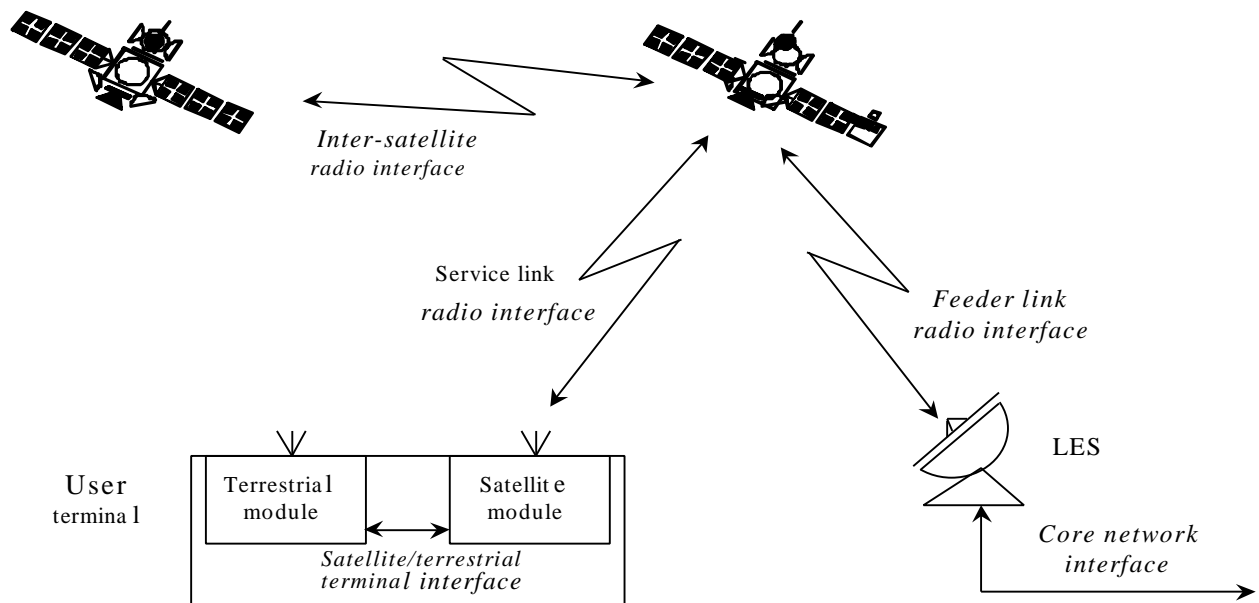 Inter-satellite
radio interface
Service link
radio interface
Feeder link
radio interface
LES
User
terminal
Terrestrial
module
Satellite
module
Satellite/terrestrial
terminal interface
Core network
interface